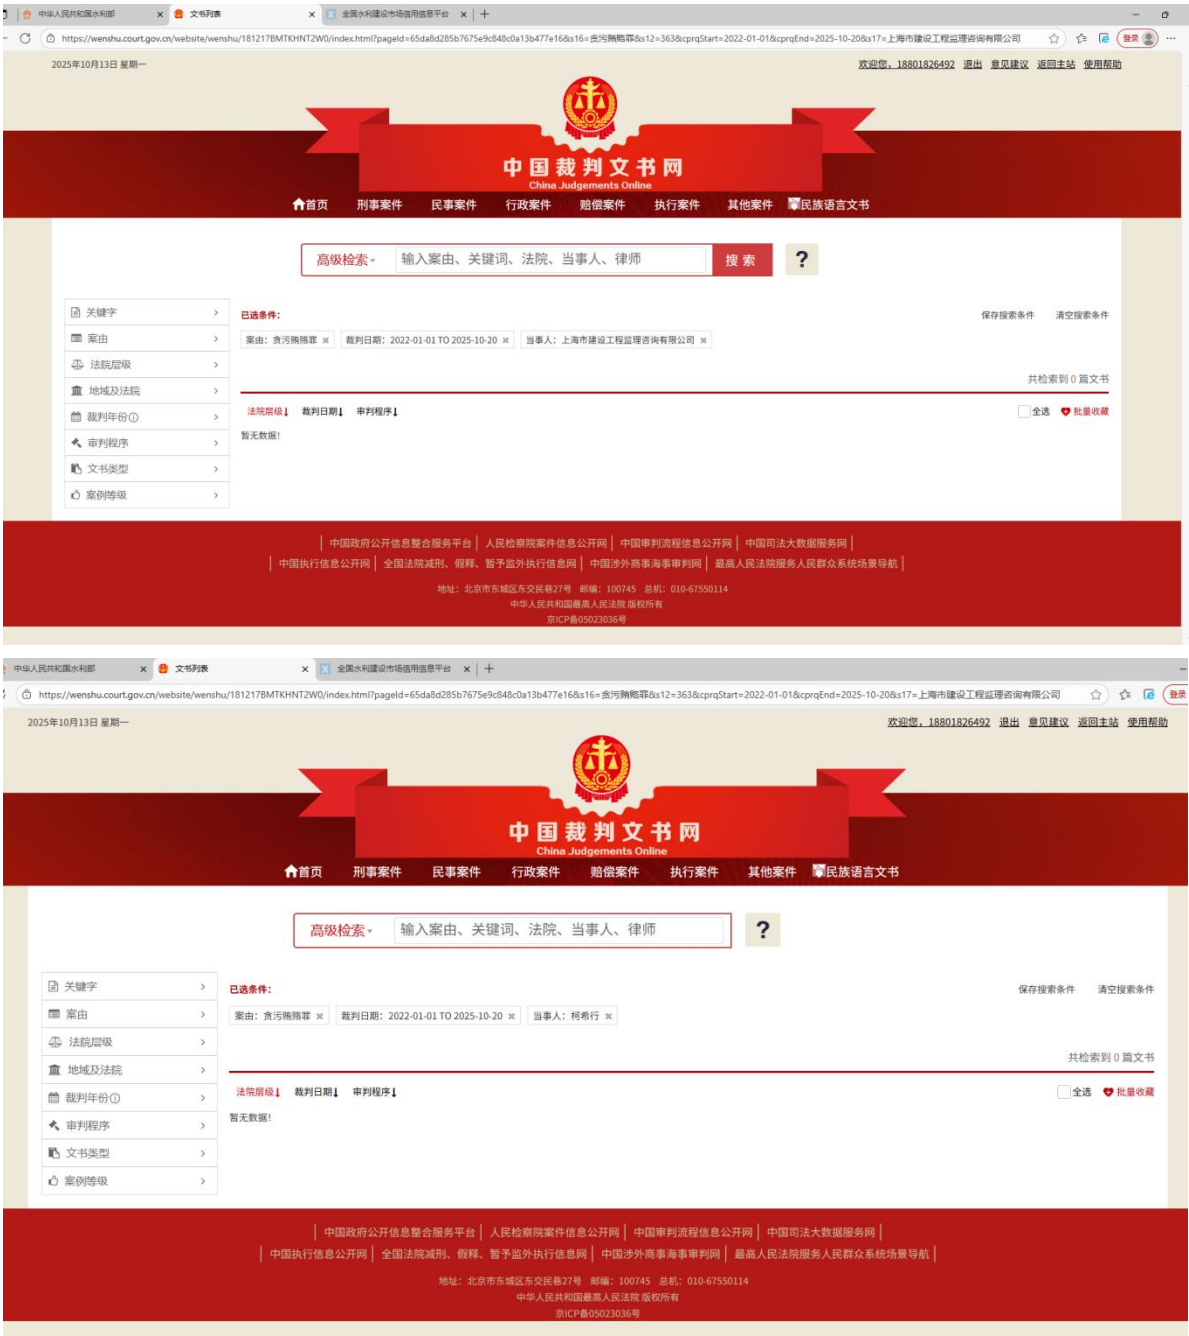 中华人民共和国水利部 x 文书列表 x 全国水利建设市场信用信息平台 x +
https://wenshu.court.gov.cn/website/wenshu/181217BMTKHNT2W0/index.html?pageId=65da8d285b7675e9c848c0a13b477e16&s16=贪污贿赂罪&s12=363&cprqStart=2022-01-01&cprqEnd=2025-10-20&s17=上海市建设工程监理咨询有限公司 登录
2025年10月13日 星期一 欢迎您，18801826492 退出 意见建议 返回主站 使用帮助
中国裁判文书网
China Judgements Online
首页 刑事案件 民事案件 行政案件 赔偿案件 执行案件 其他案件 民族语言文书
高级检索 输入案由、关键词、法院、当事人、律师 搜索 ?
关键字
案由
法院层级
地域及法院
裁判年份
审判程序
文书类型
案例等级
已选条件： 保存搜索条件 清空搜索条件
案由：贪污贿赂罪 × 裁判日期：2022-01-01 TO 2025-10-20 × 当事人：上海市建设工程监理咨询有限公司 ×
共检索到 0 篇文书
法院层级↓ 裁判日期↓ 审判程序↓ 全选 批量收藏
暂无数据!
中国政府公开信息整合服务平台 | 人民检察院案件信息公开网 | 中国审判流程信息公开网 | 中国司法大数据服务网 |
中国执行信息公开网 | 全国法院减刑、假释、暂予监外执行信息网 | 中国涉外商事海事审判网 | 最高人民法院服务人民群众系统场景导航 |
地址：北京市东城区东交民巷27号 邮编：100745 总机：010-67550114
中华人民共和国最高人民法院 版权所有
京ICP备05023036号
中华人民共和国水利部 x 文书列表 x 全国水利建设市场信用信息平台 x +
https://wenshu.court.gov.cn/website/wenshu/181217BMTKHNT2W0/index.html?pageId=65da8d285b7675e9c848c0a13b477e16&s16=贪污贿赂罪&s12=363&cprqStart=2022-01-01&cprqEnd=2025-10-20&s17=上海市建设工程监理咨询有限公司 登录
2025年10月13日 星期一 欢迎您，18801826492 退出 意见建议 返回主站 使用帮助
中国裁判文书网
China Judgements Online
首页 刑事案件 民事案件 行政案件 赔偿案件 执行案件 其他案件 民族语言文书
高级检索 输入案由、关键词、法院、当事人、律师 ?
关键字
案由
法院层级
地域及法院
裁判年份
审判程序
文书类型
案例等级
已选条件： 保存搜索条件 清空搜索条件
案由：贪污贿赂罪 × 裁判日期：2022-01-01 TO 2025-10-20 × 当事人：柯希行 ×
共检索到 0 篇文书
法院层级↓ 裁判日期↓ 审判程序↓ 全选 批量收藏
暂无数据!
中国政府公开信息整合服务平台 | 人民检察院案件信息公开网 | 中国审判流程信息公开网 | 中国司法大数据服务网 |
中国执行信息公开网 | 全国法院减刑、假释、暂予监外执行信息网 | 中国涉外商事海事审判网 | 最高人民法院服务人民群众系统场景导航 |
地址：北京市东城区东交民巷27号 邮编：100745 总机：010-67550114
中华人民共和国最高人民法院 版权所有
京ICP备05023036号